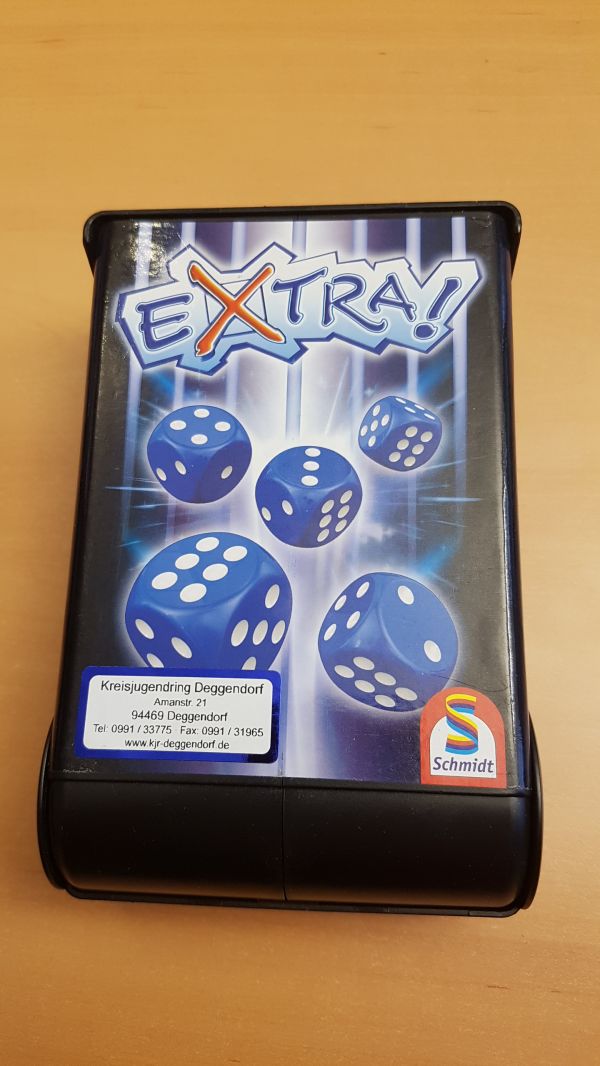 EXTRA!
Kreisjugendring Deggendorf
Amanstr. 21
94469 Deggendorf
Tel: 0991 / 33775 Fax: 0991 / 31965
www.kjr-deggendorf.de
S
Schmidt